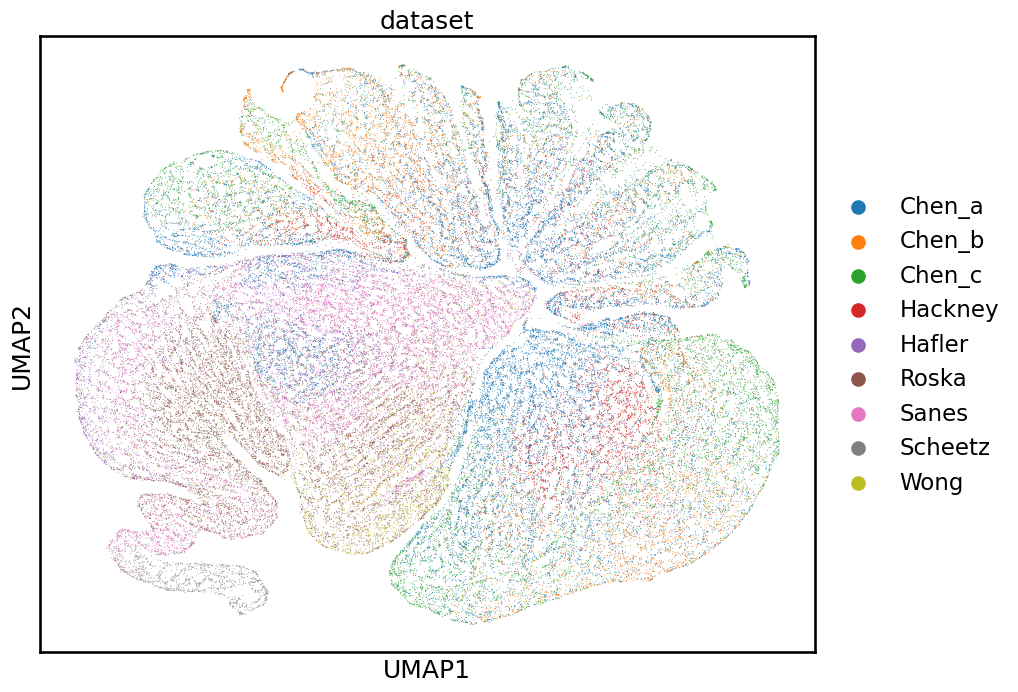 dataset
UMAP2
UMAP1
Chen_a
Chen_b
Chen_c
Hackney
Hafler
Roska
Sanes
Scheetz
Wong